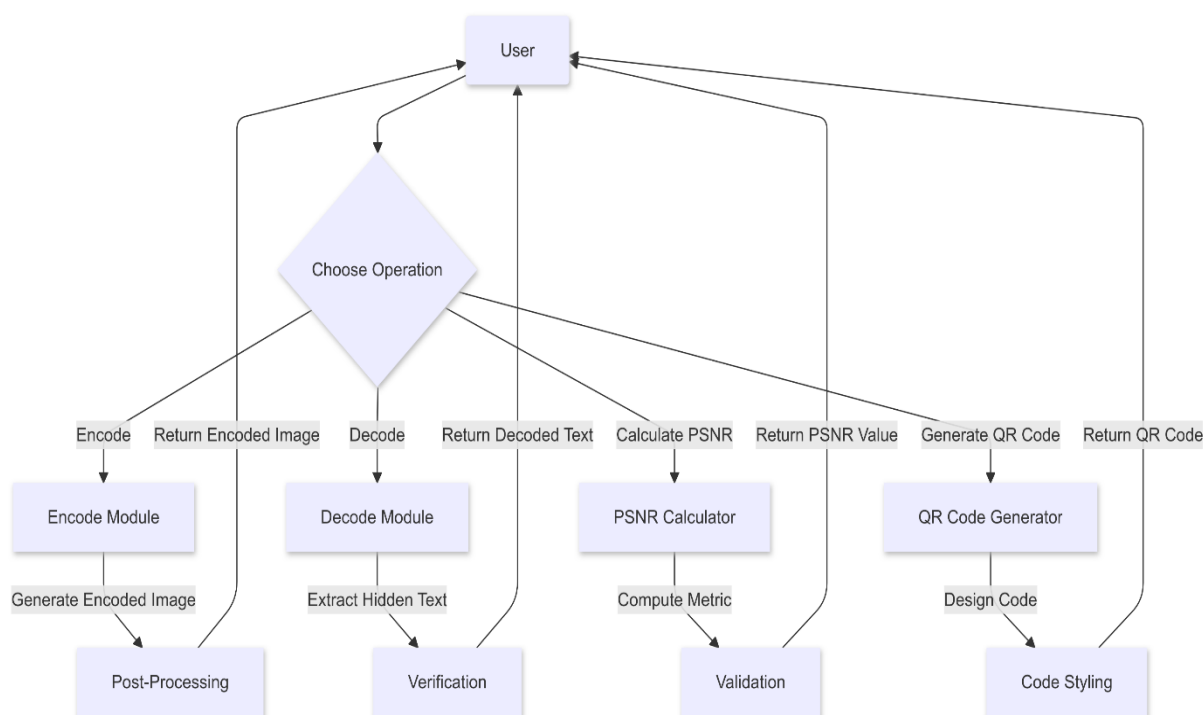 User
Choose Operation
Encode
Return Encoded Image
Decode
Return Decoded Text
Calculate PSNR
Return PSNR Value
Generate QR Code
Return QR Code
Encode Module
Decode Module
PSNR Calculator
QR Code Generator
Generate Encoded Image
Extract Hidden Text
Compute Metric
Design Code
Post-Processing
Verification
Validation
Code Styling